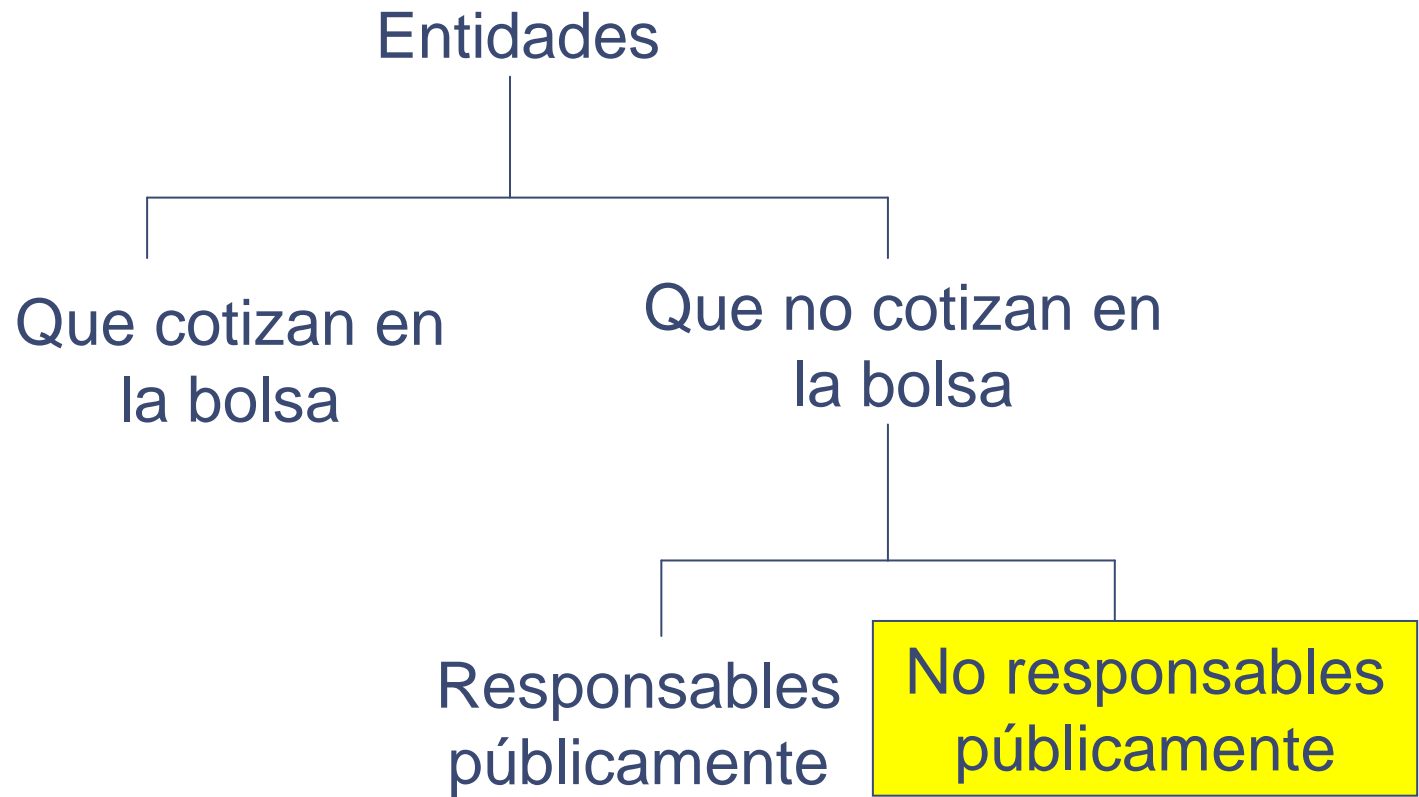 Entidades
Que cotizan en
la bolsa
Que no cotizan en
la bolsa
Responsables
públicamente
No responsables
públicamente